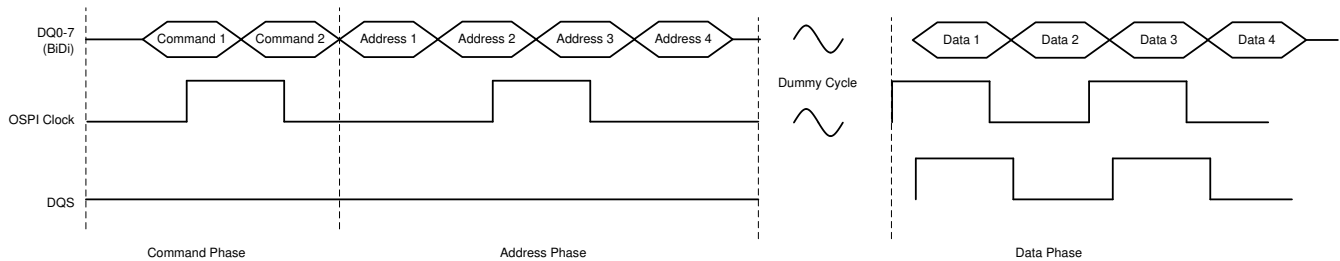 DQ0-7
(BiDi)
Command 1
Command 2
Address 1
Address 2
Address 3
Address 4
Data 1
Data 2
Data 3
Data 4
Dummy Cycle
OSPI Clock
DQS
Command Phase
Address Phase
Data Phase